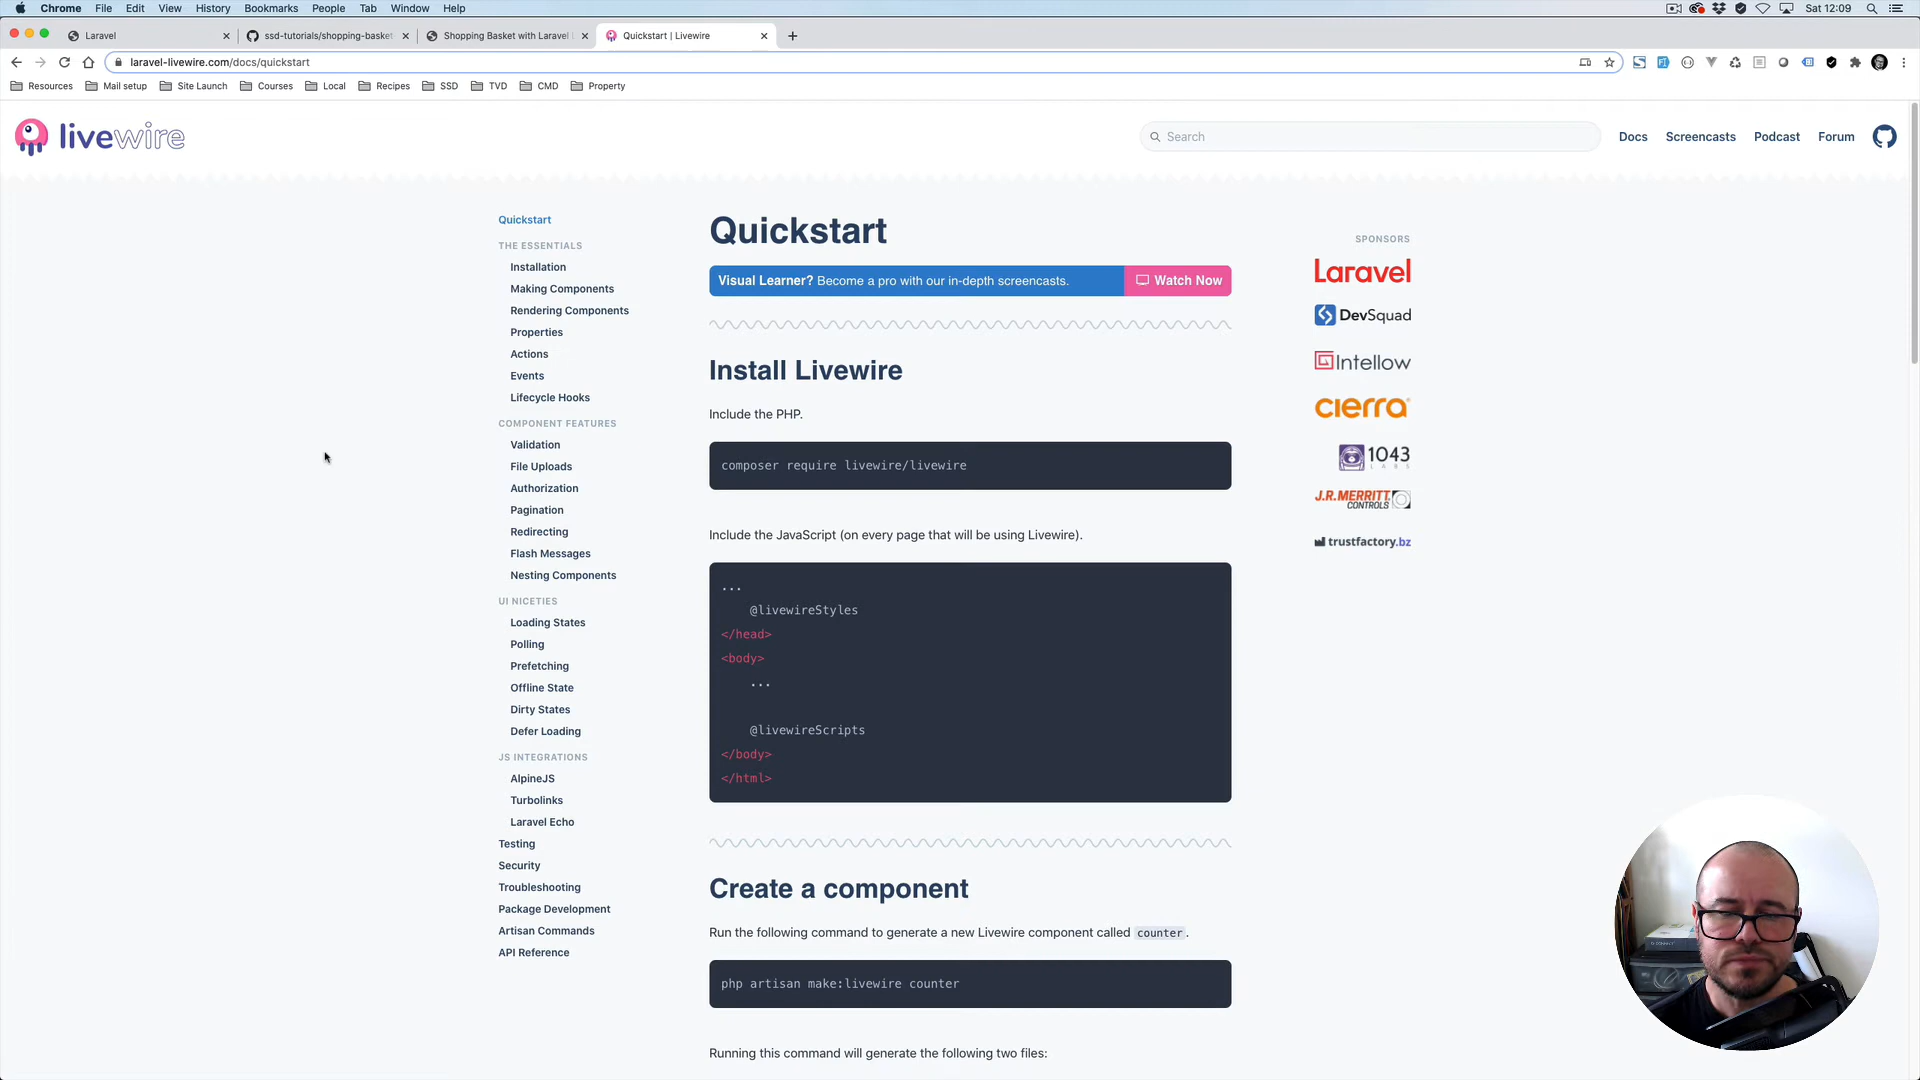 Chrome File Edit View History Bookmarks People Tab Window Help Sat 12:09
Laravel ssd-tutorials/shopping-basket Shopping Basket with Laravel Quickstart | Livewire
laravel-livewire.com/docs/quickstart
Resources Mail setup Site Launch Courses Local Recipes SSD TVD CMD Property
livewire
Search
Docs Screencasts Podcast Forum
Quickstart
THE ESSENTIALS
Installation
Making Components
Rendering Components
Properties
Actions
Events
Lifecycle Hooks
COMPONENT FEATURES
Validation
File Uploads
Authorization
Pagination
Redirecting
Flash Messages
Nesting Components
UI NICETIES
Loading States
Polling
Prefetching
Offline State
Dirty States
Defer Loading
JS INTEGRATIONS
AlpineJS
Turbolinks
Laravel Echo
Testing
Security
Troubleshooting
Package Development
Artisan Commands
API Reference
Quickstart
Visual Learner? Become a pro with our in-depth screencasts. Watch Now
Install Livewire
Include the PHP.
composer require livewire/livewire
Include the JavaScript (on every page that will be using Livewire).
...
@livewireStyles
</head>
<body>
...
@livewireScripts
</body>
</html>
Create a component
Run the following command to generate a new Livewire component called counter.
php artisan make:livewire counter
Running this command will generate the following two files:
SPONSORS
Laravel
DevSquad
Intellow
cierra
1043
LABS
J.R.MERRITT
CONTROLS
trustfactory.bz